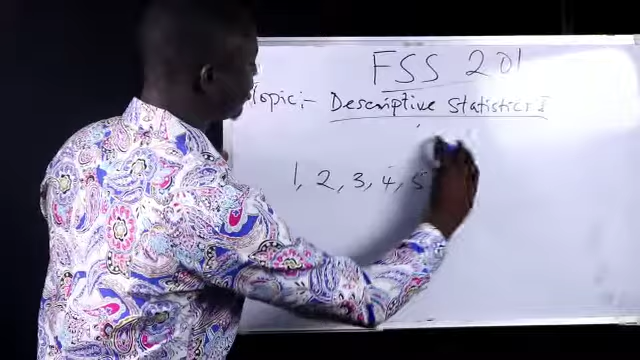 FSS 201
Topic:- Descriptive Statistics I
1, 2, 3, 4, 5